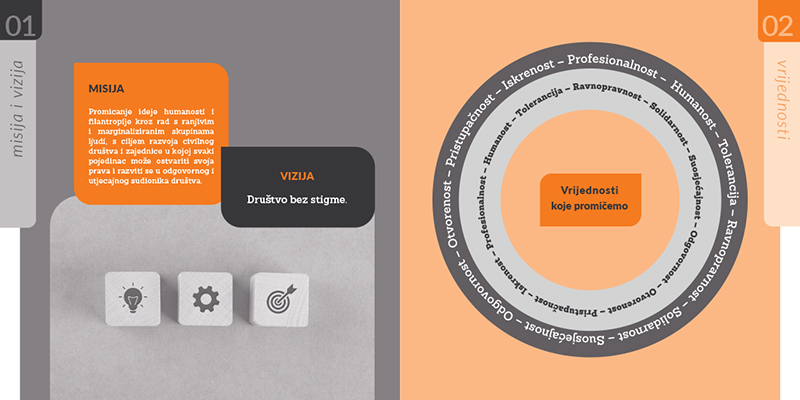 01
misija i vizija
MISIJA
Promicanje ideje humanosti i
filantropije kroz rad s ranjivim
i marginaliziranim skupinama
ljudi, s ciljem razvoja civilnog
društva i zajednice u kojoj svaki
pojedinac može ostvariti svoja
prava i razviti se u odgovornog i
utjecajnog sudionika društva.
VIZIJA
Društvo bez stigme.
02
vrijednosti
Otvorenost – Pristupačnost – Iskrenost – Profesionalnost – Humanost – Tolerancija – Ravnopravnost – Solidarnost – Suosjećajnost – Odgovornost –
Iskrenost – Profesionalnost – Humanost – Tolerancija – Ravnopravnost – Solidarnost – Suosjećajnost – Odgovornost – Otvorenost – Pristupačnost –
Vrijednosti
koje promičemo